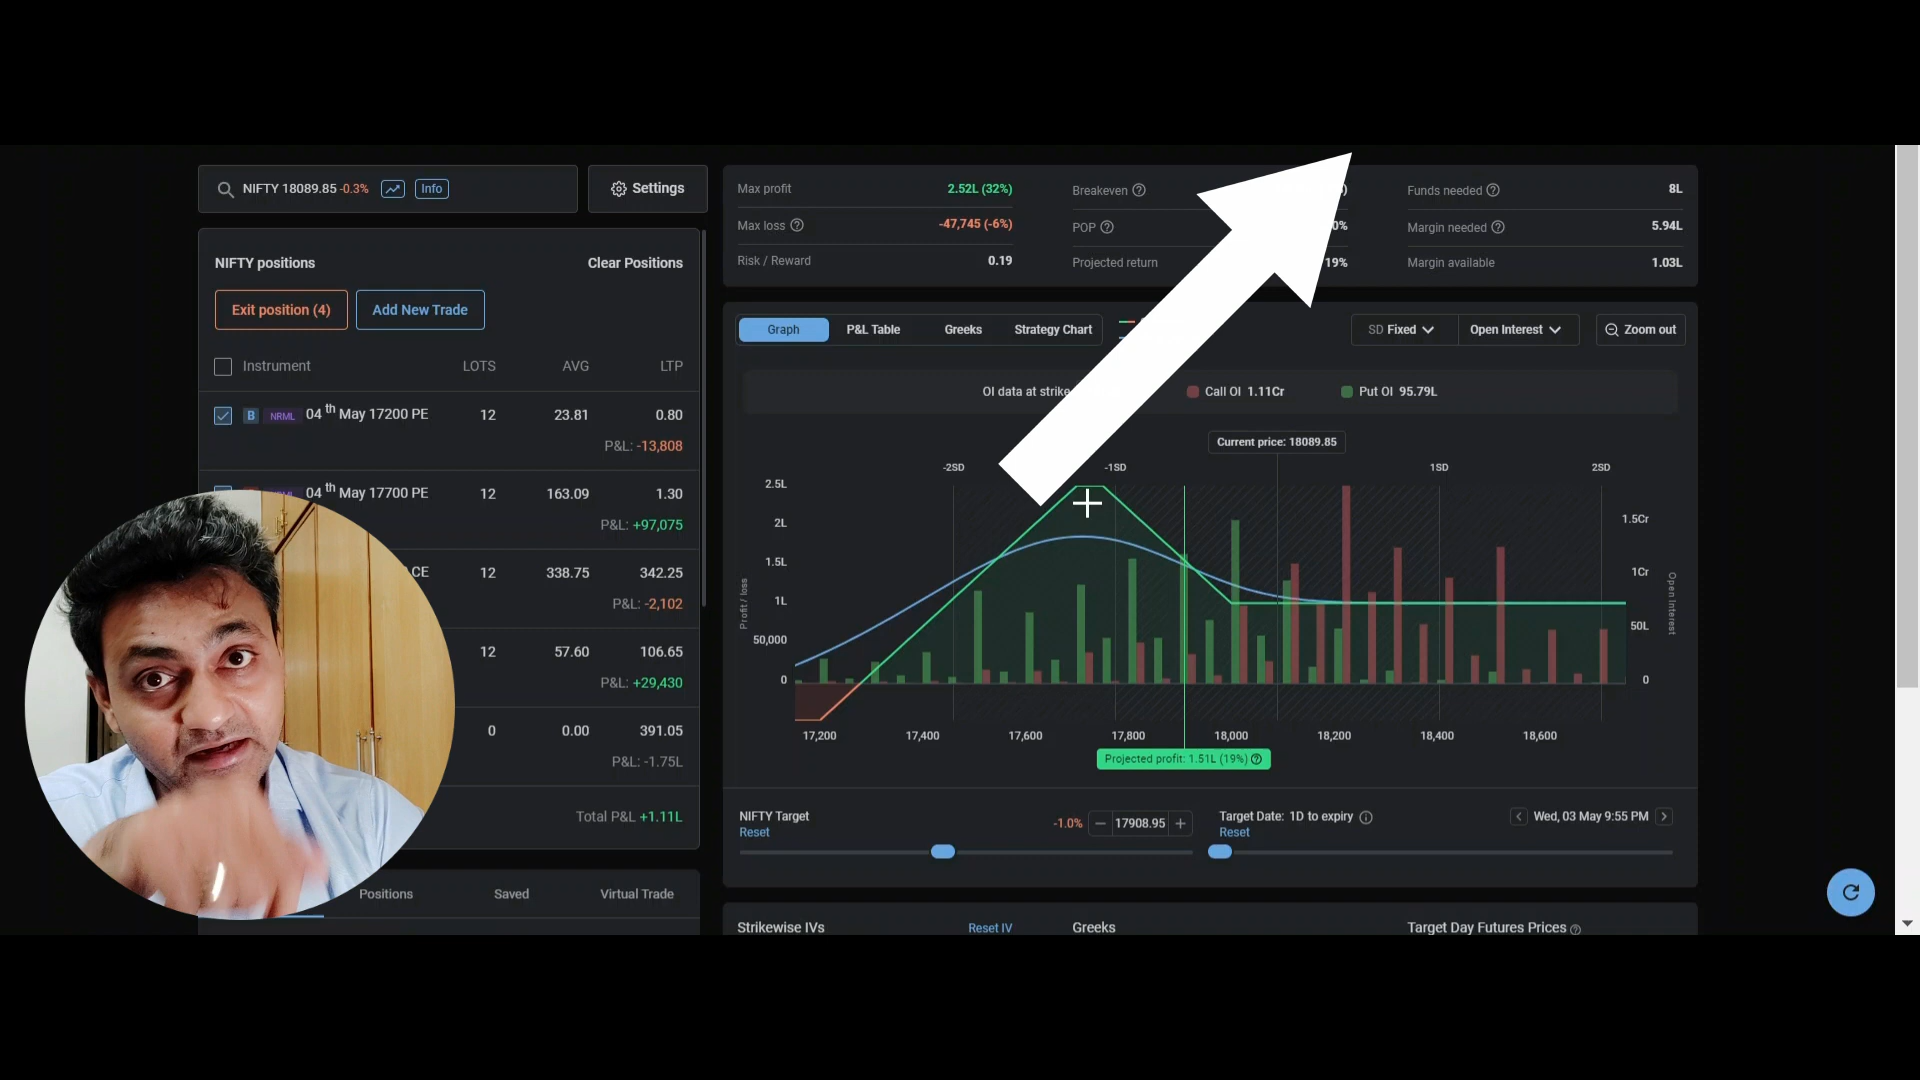 NIFTY 18089.85 -0.3% Info
Settings
NIFTY positions Clear Positions
Exit position (4) Add New Trade
Instrument LOTS AVG LTP
B NRML 04 th May 17200 PE 12 23.81 0.80
P&L: -13,808
04 th May 17700 PE 12 163.09 1.30
P&L: +97,075
CE 12 338.75 342.25
P&L: -2,102
12 57.60 106.65
P&L: +29,430
0 0.00 391.05
P&L: -1.75L
Total P&L +1.11L
Positions Saved Virtual Trade
Max profit 2.52L (32%)
Max loss -47,745 (-6%)
Risk / Reward 0.19
Breakeven
POP
Projected return 19%
Funds needed 8L
Margin needed 5.94L
Margin available 1.03L
Graph P&L Table Greeks Strategy Chart
SD Fixed Open Interest Zoom out
OI data at strike Call OI 1.11Cr Put OI 95.79L
Current price: 18089.85
-2SD -1SD 1SD 2SD
2.5L
2L
1.5L
1L
50,000
0
Profit / loss
1.5Cr
1Cr
50L
0
Open Interest
17,200 17,400 17,600 17,800 18,000 18,200 18,400 18,600
Projected profit: 1.51L (19%)
NIFTY Target -1.0% 17908.95
Reset
Target Date: 1D to expiry Wed, 03 May 9:55 PM
Reset
Strikewise IVs Reset IV Greeks Target Day Futures Prices